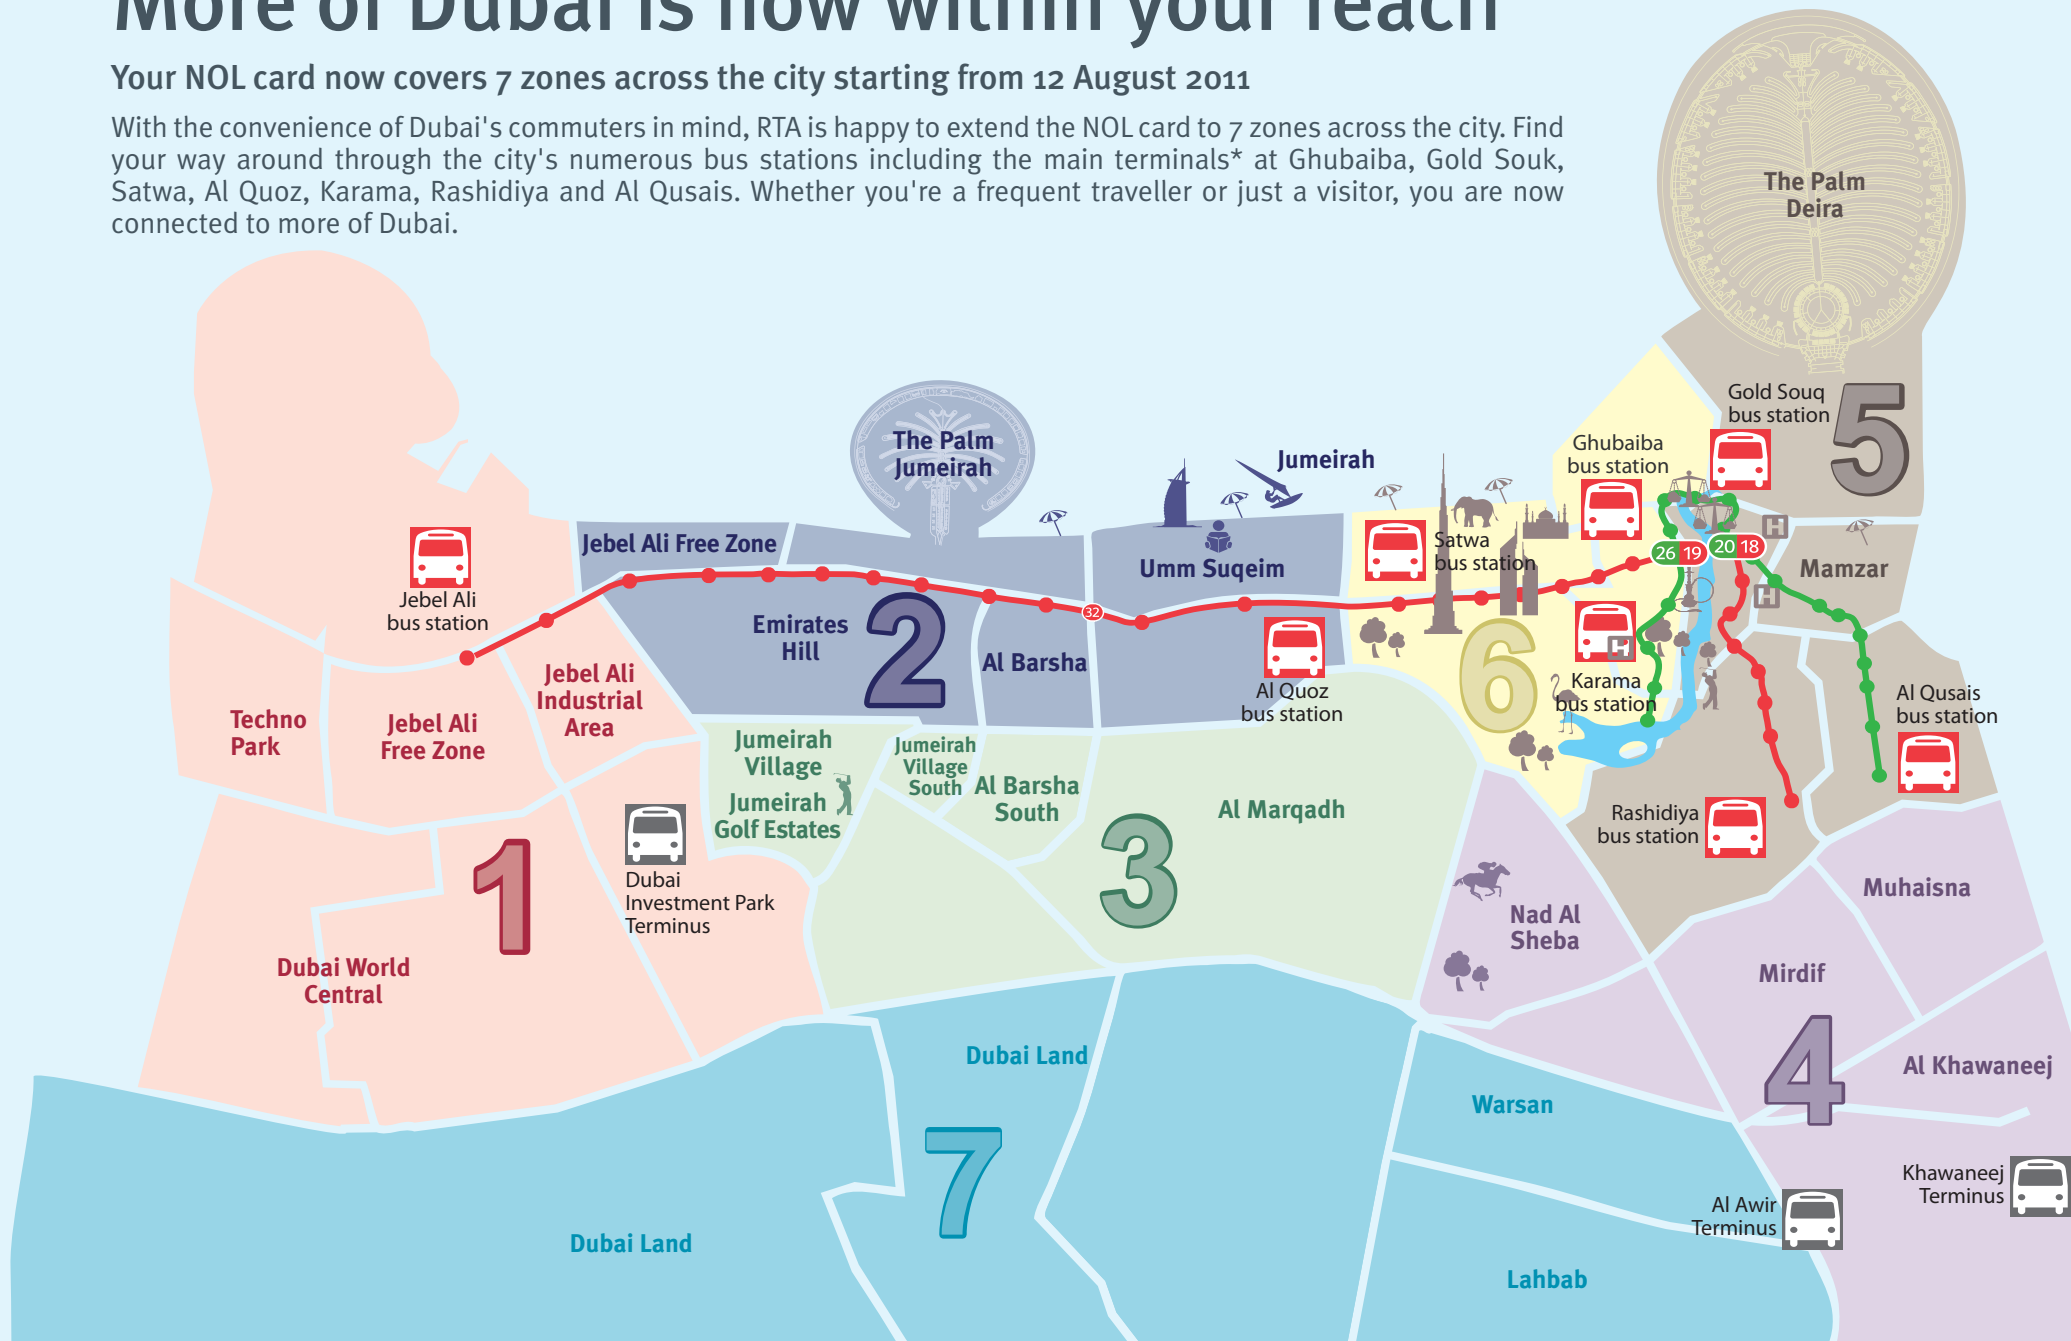 More of Dubai is now within your reach
Your NOL card now covers 7 zones across the city starting from 12 August 2011
With the convenience of Dubai's commuters in mind, RTA is happy to extend the NOL card to 7 zones across the city. Find
your way around through the city's numerous bus stations including the main terminals* at Ghubaiba, Gold Souk,
Satwa, Al Quoz, Karama, Rashidiya and Al Qusais. Whether you're a frequent traveller or just a visitor, you are now
connected to more of Dubai.
The Palm
Deira
Gold Souq
bus station
5
Ghubaiba
bus station
The Palm
Jumeirah
Jumeirah
Jebel Ali Free Zone
Umm Suqeim
Satwa
bus station
H
26 19
20 18
Mamzar
H
Jebel Ali
bus station
32
Emirates
Hill
2
Al Barsha
Al Quoz
bus station
6
H
Karama
bus station
Al Qusais
bus station
Techno
Park
Jebel Ali
Free Zone
Jebel Ali
Industrial
Area
Jumeirah
Village
Jumeirah
Golf Estates
Jumeirah
Village
South
Al Barsha
South
Al Marqadh
3
Rashidiya
bus station
1
Dubai
Investment Park
Terminus
Dubai World
Central
Nad Al
Sheba
Muhaisna
Mirdif
4
Al Khawaneej
Dubai Land
7
Dubai Land
Warsan
Khawaneej
Terminus
Al Awir
Terminus
Lahbab